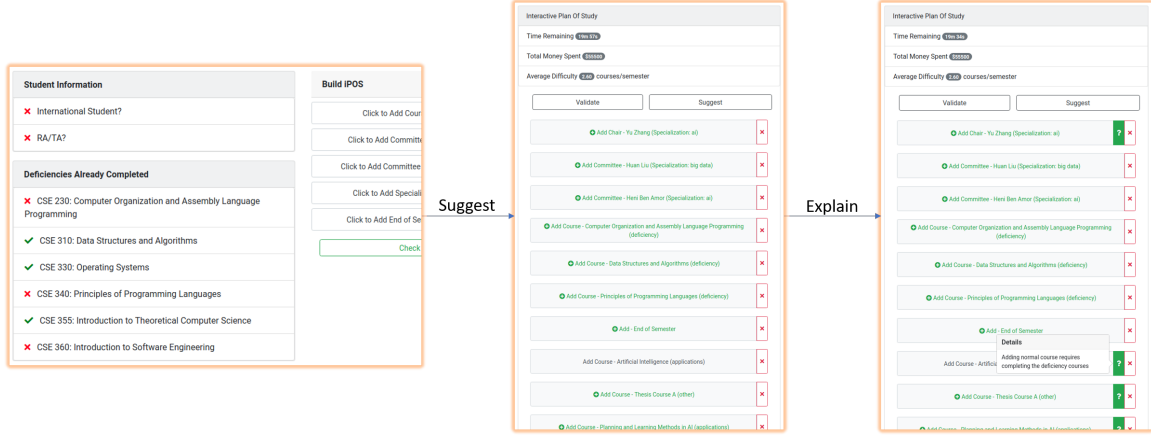 Student Information
✖ International Student?
✖ RA/TA?
Deficiencies Already Completed
✖ CSE 230: Computer Organization and Assembly Language
Programming
✔ CSE 310: Data Structures and Algorithms
✔ CSE 330: Operating Systems
✖ CSE 340: Principles of Programming Languages
✔ CSE 355: Introduction to Theoretical Computer Science
✖ CSE 360: Introduction to Software Engineering
Build iPOS
Click to Add Cour
Click to Add Committe
Click to Add Committee
Click to Add Speciali
Click to Add End of Se
Check
Suggest
Interactive Plan Of Study
Time Remaining 19m 57s
Total Money Spent
Average Difficulty 2.60 courses/semester
Validate
Suggest
Add Chair - Yu Zhang (Specialization: ai) ×
Add Committee - Huan Liu (Specialization: big data) ×
Add Committee - Heni Ben Amor (Specialization: ai) ×
Add Course - Computer Organization and Assembly Language Programming
(deficiency) ×
Add Course - Data Structures and Algorithms (deficiency) ×
Add Course - Principles of Programming Languages (deficiency) ×
Add - End of Semester ×
Add Course - Artificial Intelligence (applications) ×
Add Course - Thesis Course A (other) ×
Add Course - Planning and Learning Methods in AI (applications)
Explain
Interactive Plan Of Study
Time Remaining 19m 34s
Total Money Spent
Average Difficulty 2.60 courses/semester
Validate
Suggest
Add Chair - Yu Zhang (Specialization: ai) ? ×
Add Committee - Huan Liu (Specialization: big data) ×
Add Committee - Heni Ben Amor (Specialization: ai) ×
Add Course - Computer Organization and Assembly Language Programming
(deficiency) ×
Add Course - Data Structures and Algorithms (deficiency) ×
Add Course - Principles of Programming Languages (deficiency) ×
Add - End of Semester ×
Details
Adding normal course requires
completing the deficiency courses
Add Course - Artific ? ×
Add Course - Thesis Course A (other) ? ×
Add Course - Planning and Learning Methods in AI (applications) ?